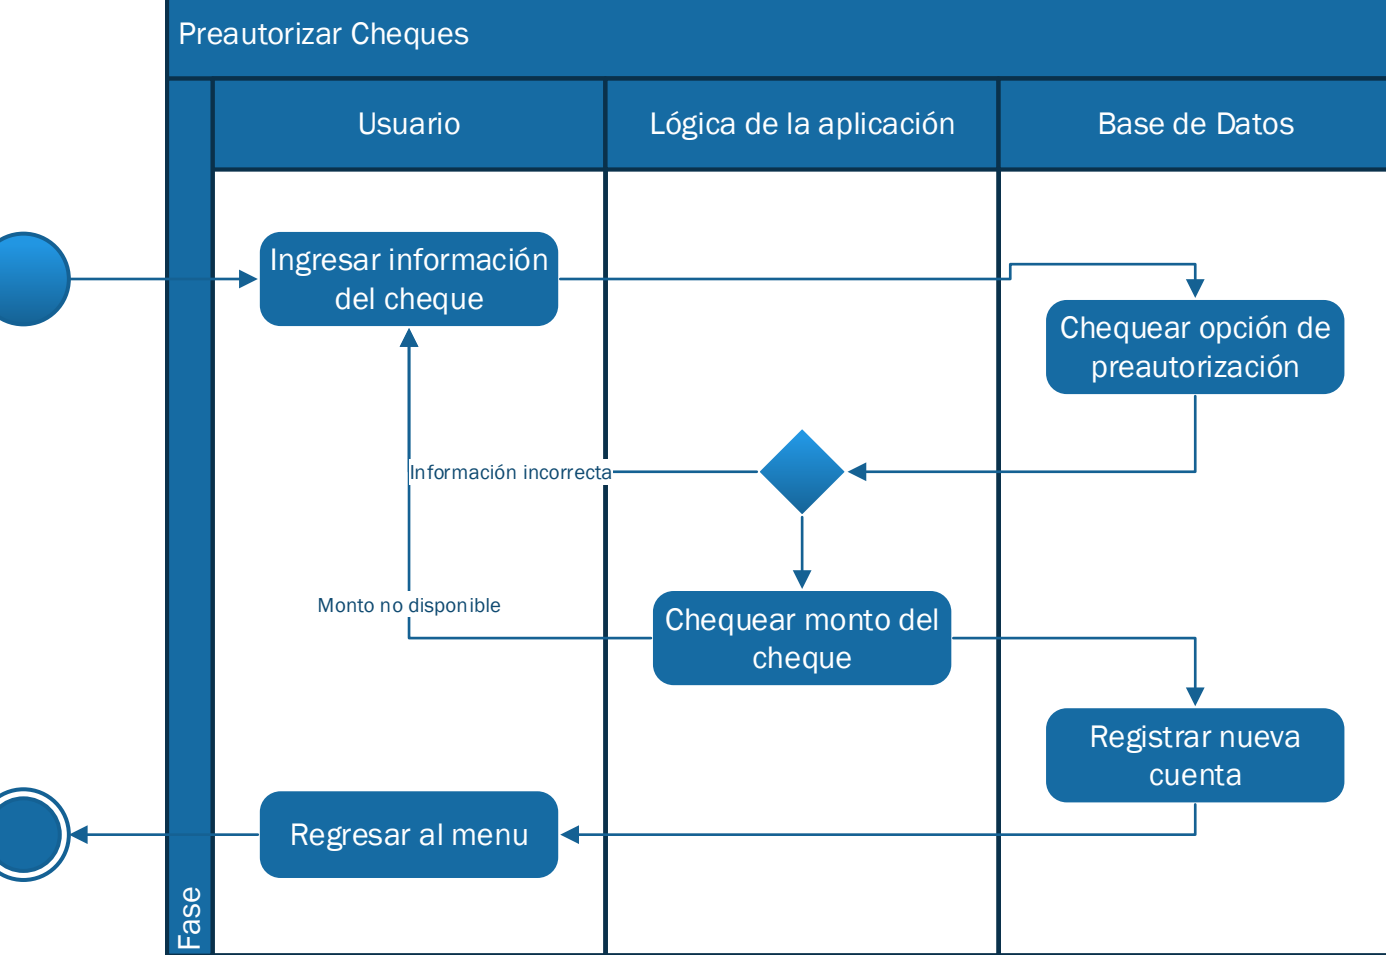 Preautorizar Cheques
Usuario
Lógica de la aplicación
Base de Datos
Ingresar información
del cheque
Chequear opción de
preautorización
Información incorrecta
Monto no disponible
Chequear monto del
cheque
Registrar nueva
cuenta
Regresar al menu
Fase